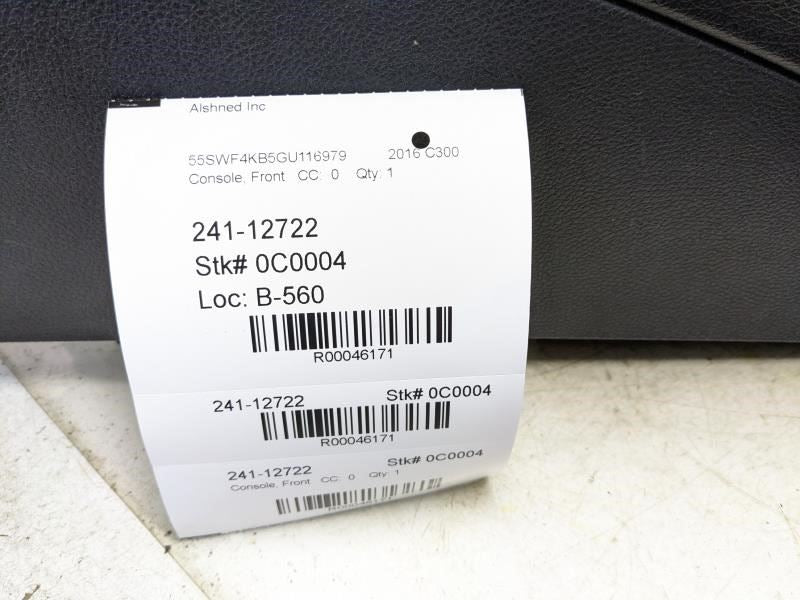 Alshned Inc
55SWF4KB5GU116979 2016 C300
Console, Front CC: 0 Qty: 1
241-12722
Stk# 0C0004
Loc: B-560
R00046171
241-12722 Stk# 0C0004
R00046171
241-12722 Stk# 0C0004
Console, Front CC: 0 Qty: 1